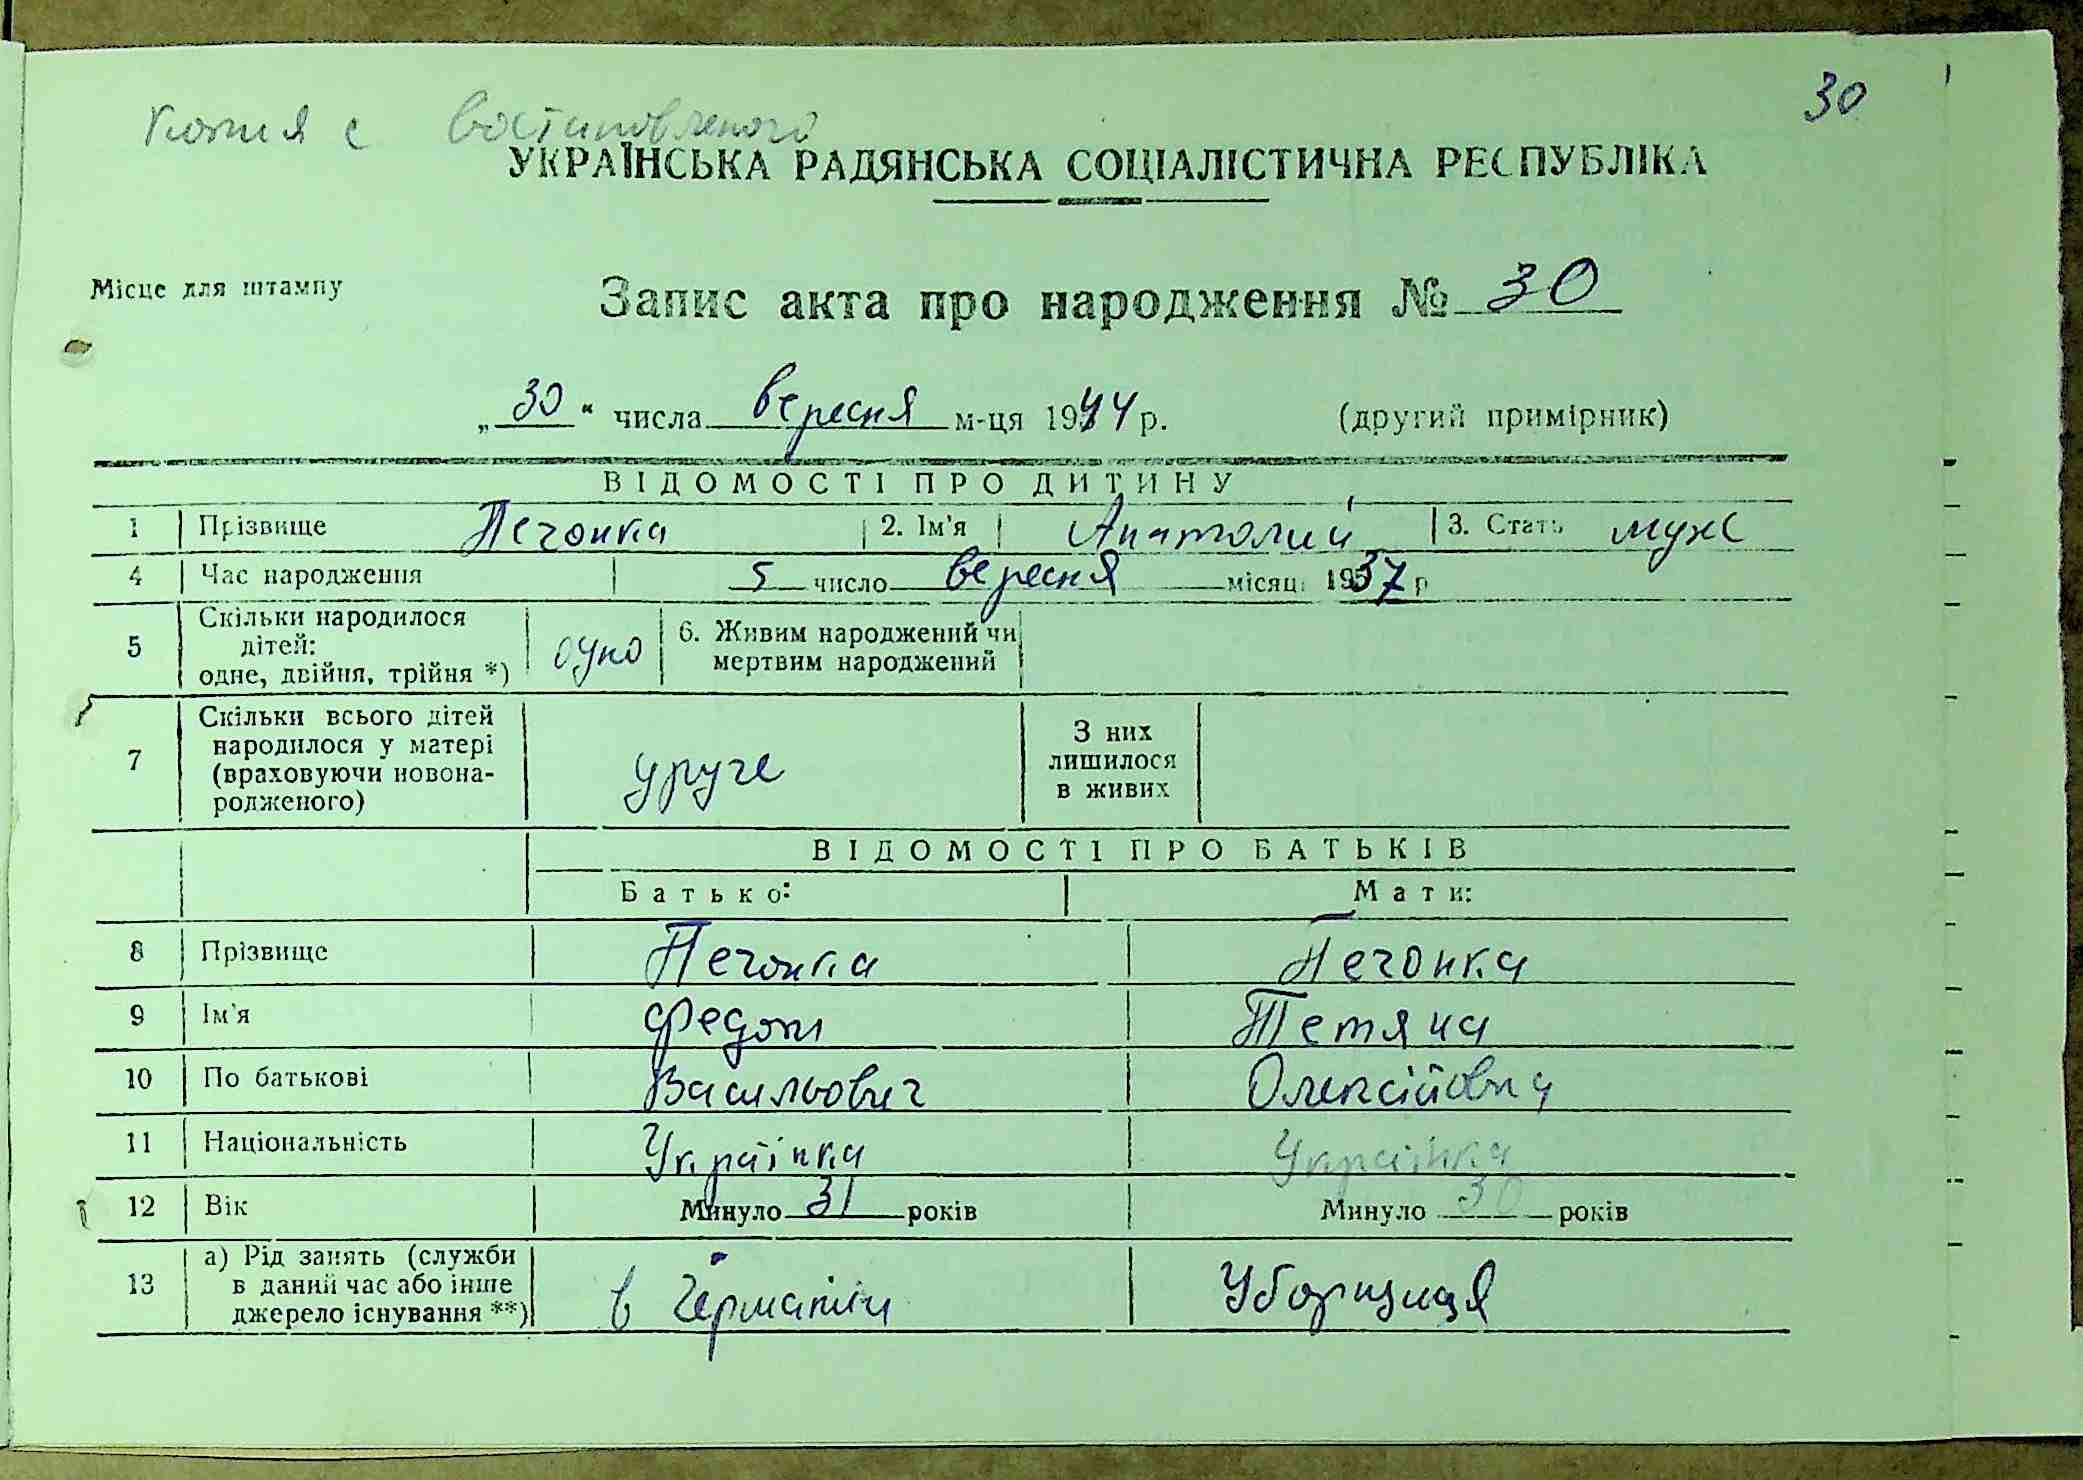 30
копия с востановленого
УКРАЇНСЬКА РАДЯНСЬКА СОЦІАЛІСТИЧНА РЕСПУБЛІКА
Місце для штампу
Запис акта про народження № 30
„30“ числа вересня м-ця 1944 р. (другий примірник)
ВІДОМОСТІ ПРО ДИТИНУ
1 Прізвище Печонка 2. Ім'я Анатолий 3. Стать муж
4 Час народження 5 число вересня місяц 1937 р
5 Скільки народилося дітей: одне, двійня, трійня *) одно 6. Живим народжений чи мертвим народжений
7 Скільки всього дітей народилося у матері (враховуючи новонародженого) друге З них лишилося в живих
ВІДОМОСТІ ПРО БАТЬКІВ
Батько: Мати:
8 Прізвище Печонка Печонка
9 Ім'я Федот Тетяна
10 По батькові Васильович Олексійовна
11 Національність Українка Українка
12 Вік Минуло 31 років Минуло 30 років
13 а) Рід занять (служби в даний час або інше джерело існування **) в Германіи Уборщиця